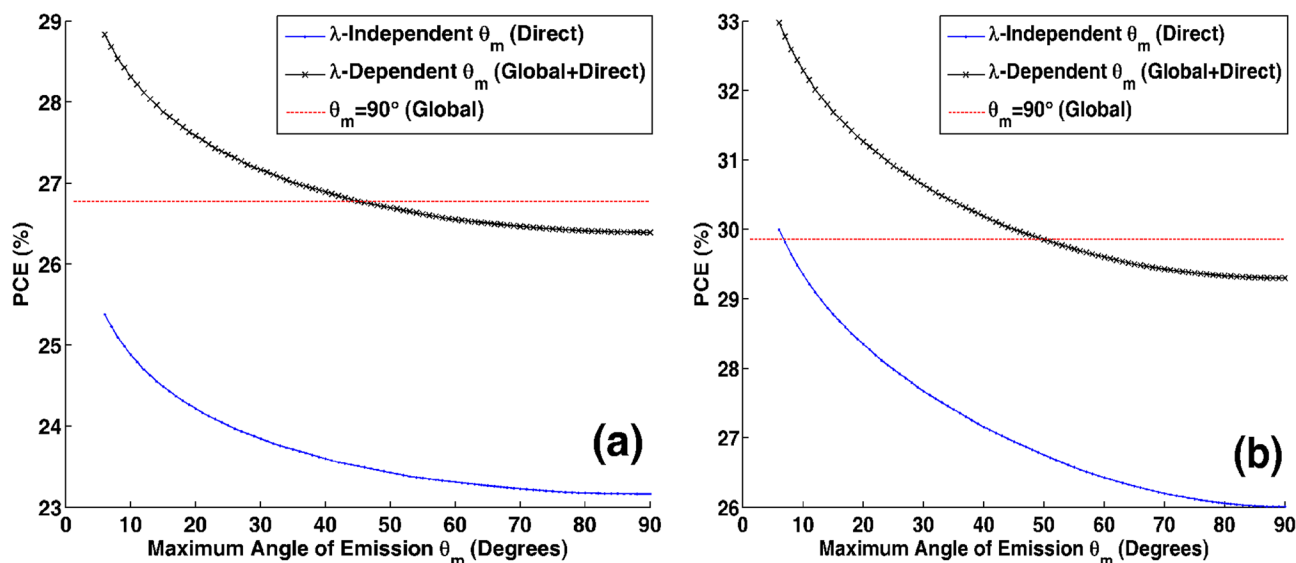 29
28
27
26
25
24
23
0 10 20 30 40 50 60 70 80 90
PCE (%)
Maximum Angle of Emission θm (Degrees)
λ-Independent θm (Direct)
λ-Dependent θm (Global+Direct)
θm=90° (Global)
(a)
33
32
31
30
29
28
27
26
0 10 20 30 40 50 60 70 80 90
PCE (%)
Maximum Angle of Emission θm (Degrees)
λ-Independent θm (Direct)
λ-Dependent θm (Global+Direct)
θm=90° (Global)
(b)